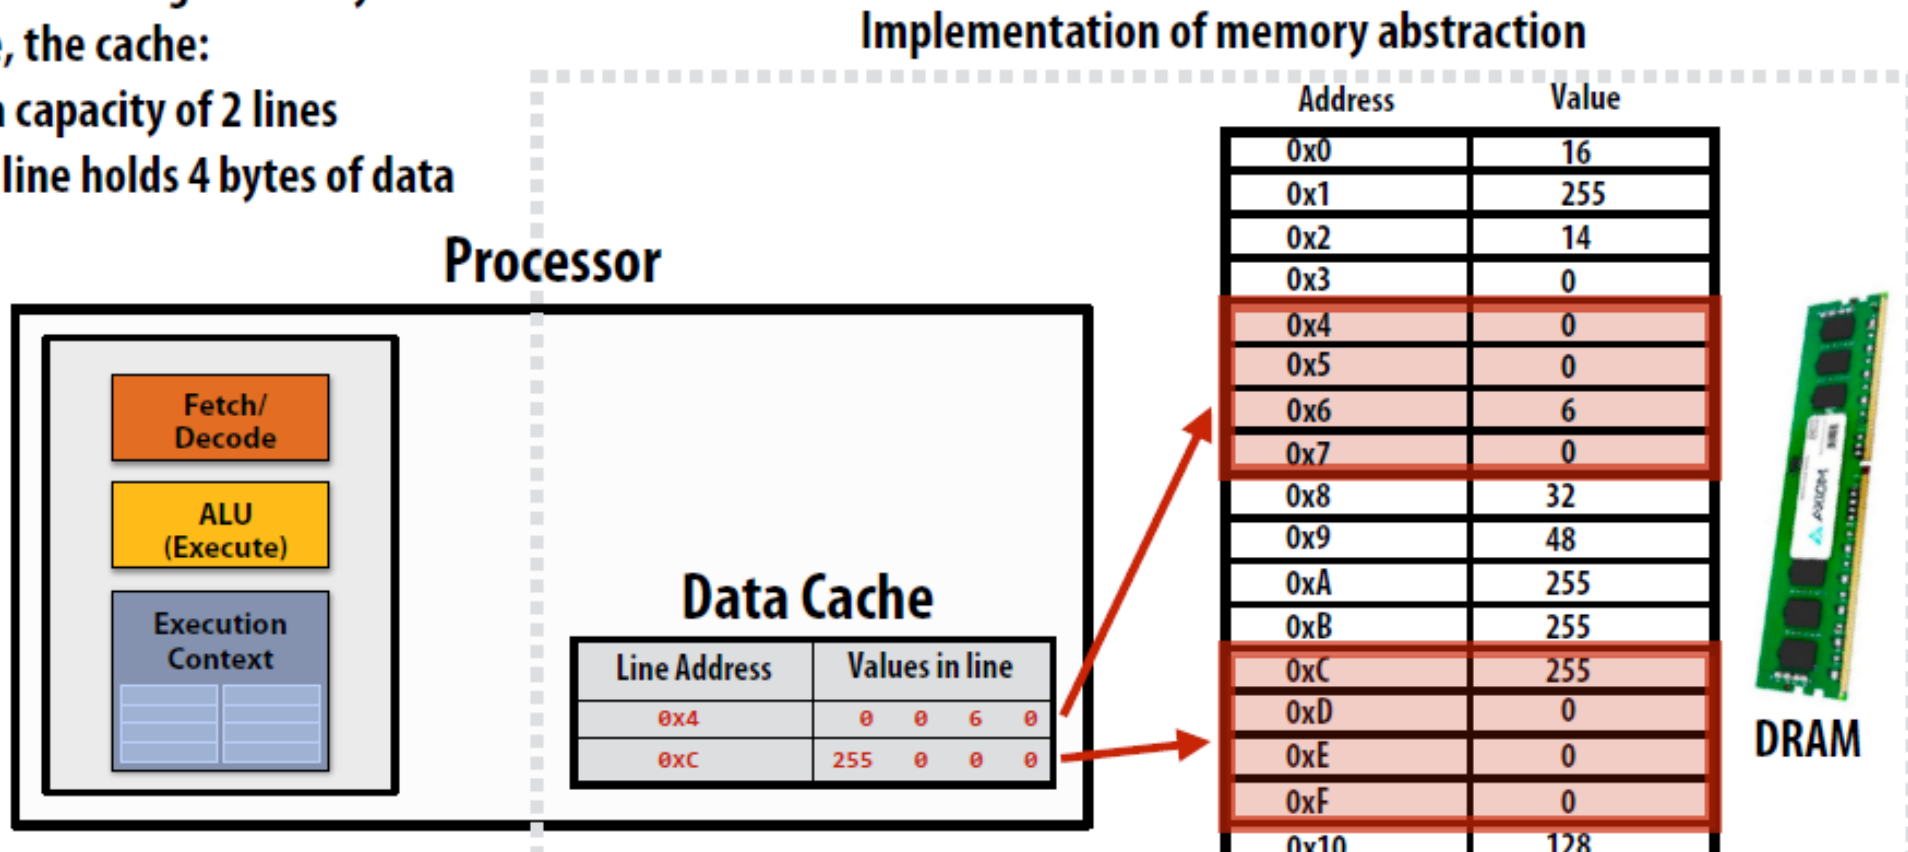 Implementation of memory abstraction
, the cache:
capacity of 2 lines
line holds 4 bytes of data
Processor
Fetch/
Decode
ALU
(Execute)
Execution
Context
Data Cache
Line Address Values in line
0x4 0 0 6 0
0xC 255 0 0 0
Address Value
0x0 16
0x1 255
0x2 14
0x3 0
0x4 0
0x5 0
0x6 6
0x7 0
0x8 32
0x9 48
0xA 255
0xB 255
0xC 255
0xD 0
0xE 0
0xF 0
0x10 128
DRAM